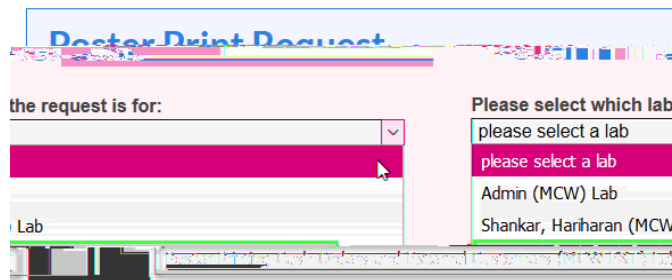 Poster Print Request
the request is for:
Please select which lab
please select a lab
please select a lab
Admin (MCW) Lab
) Lab
Shankar, Hariharan (MCW